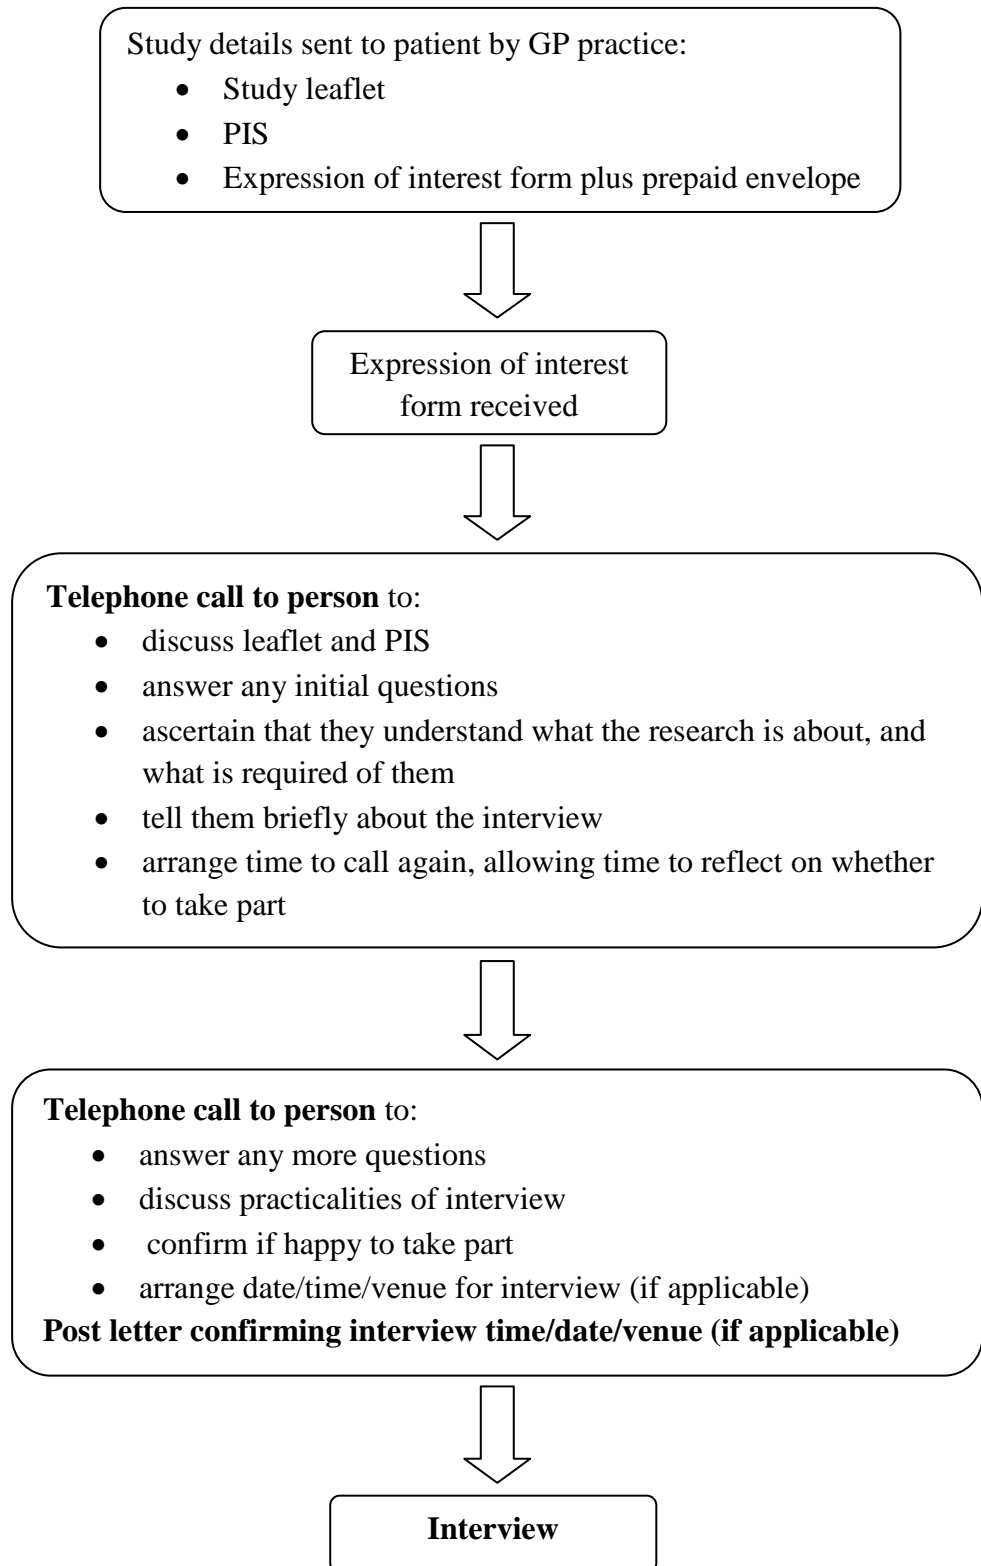 Study details sent to patient by GP practice:
• Study leaflet
• PIS
• Expression of interest form plus prepaid envelope
Expression of interest
form received
Telephone call to person to:
• discuss leaflet and PIS
• answer any initial questions
• ascertain that they understand what the research is about, and
what is required of them
• tell them briefly about the interview
• arrange time to call again, allowing time to reflect on whether
to take part
Telephone call to person to:
• answer any more questions
• discuss practicalities of interview
• confirm if happy to take part
• arrange date/time/venue for interview (if applicable)
Post letter confirming interview time/date/venue (if applicable)
Interview